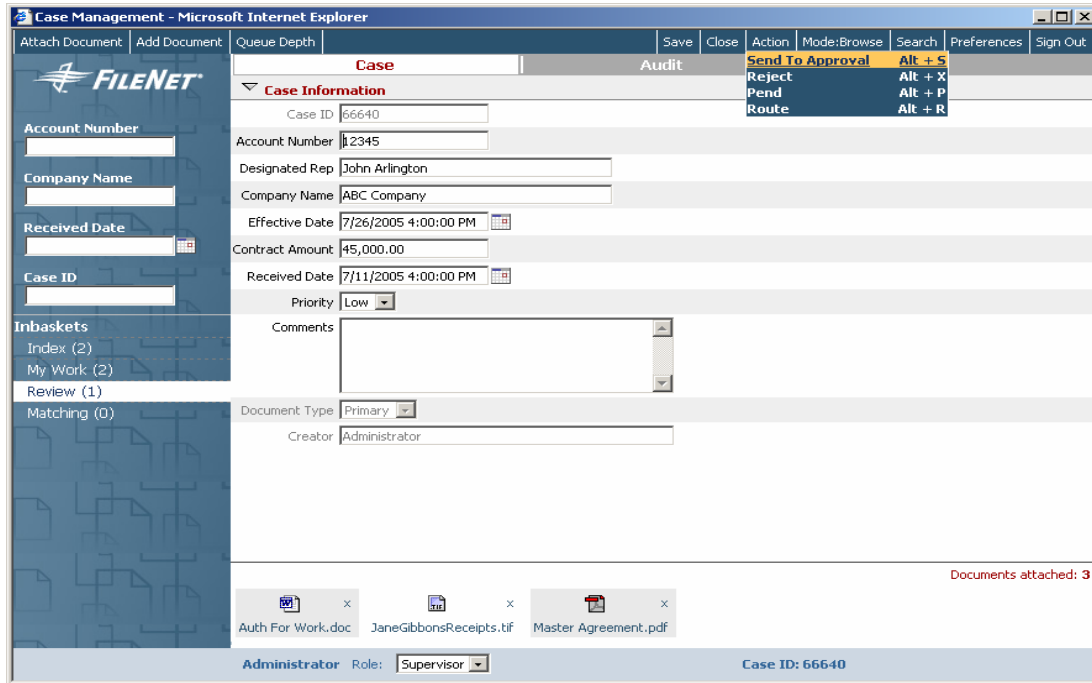 Case Management - Microsoft Internet Explorer
Attach Document Add Document Queue Depth Save Close Action Mode:Browse Search Preferences Sign Out
FILENET
Account Number
Company Name
Received Date
Case ID
Inbaskets
Index (2)
My Work (2)
Review (1)
Matching (0)
Case Audit
Send To Approval Alt + S
Reject Alt + X
Pend Alt + P
Route Alt + R
Case Information
Case ID 66640
Account Number 12345
Designated Rep John Arlington
Company Name ABC Company
Effective Date 7/26/2005 4:00:00 PM
Contract Amount 45,000.00
Received Date 7/11/2005 4:00:00 PM
Priority Low
Comments
Document Type Primary
Creator Administrator
Documents attached: 3
Auth For Work.doc x JaneGibbonsReceipts.tif x Master Agreement.pdf x
Administrator Role: Supervisor Case ID: 66640